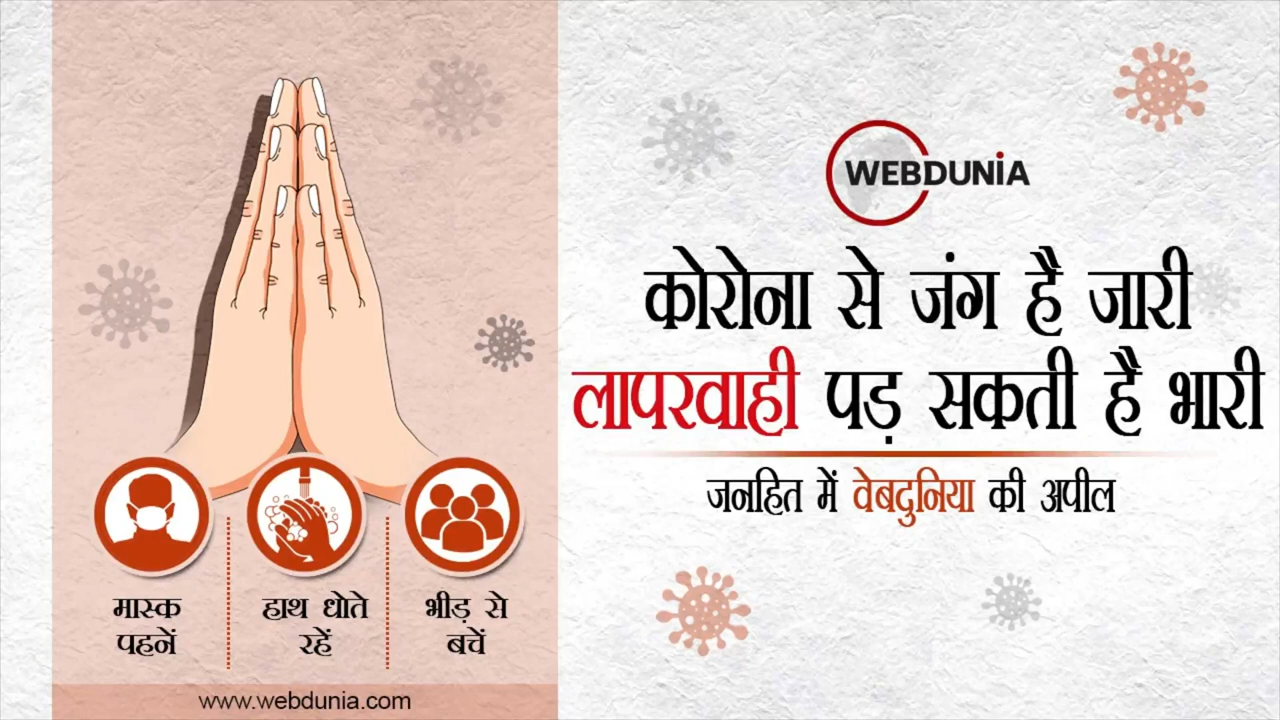 WEBDUNIA
कोरोना से जंग है जारी
लापरवाही पड़ सकती है भारी
जनहित में वेबदुनिया की अपील
मास्क
पहनें
हाथ धोते
रहें
भीड़ से
बचें
www.webdunia.com